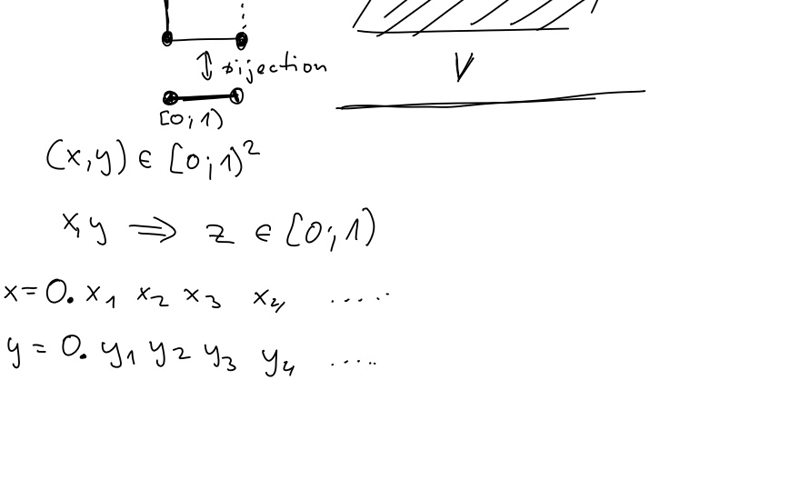 bijection
V
[0;1)
(x,y) ∈ [0;1)²
x,y ⇒ z ∈ [0;1)
x = 0. x₁ x₂ x₃ x₄ .....
y = 0. y₁ y₂ y₃ y₄ .....